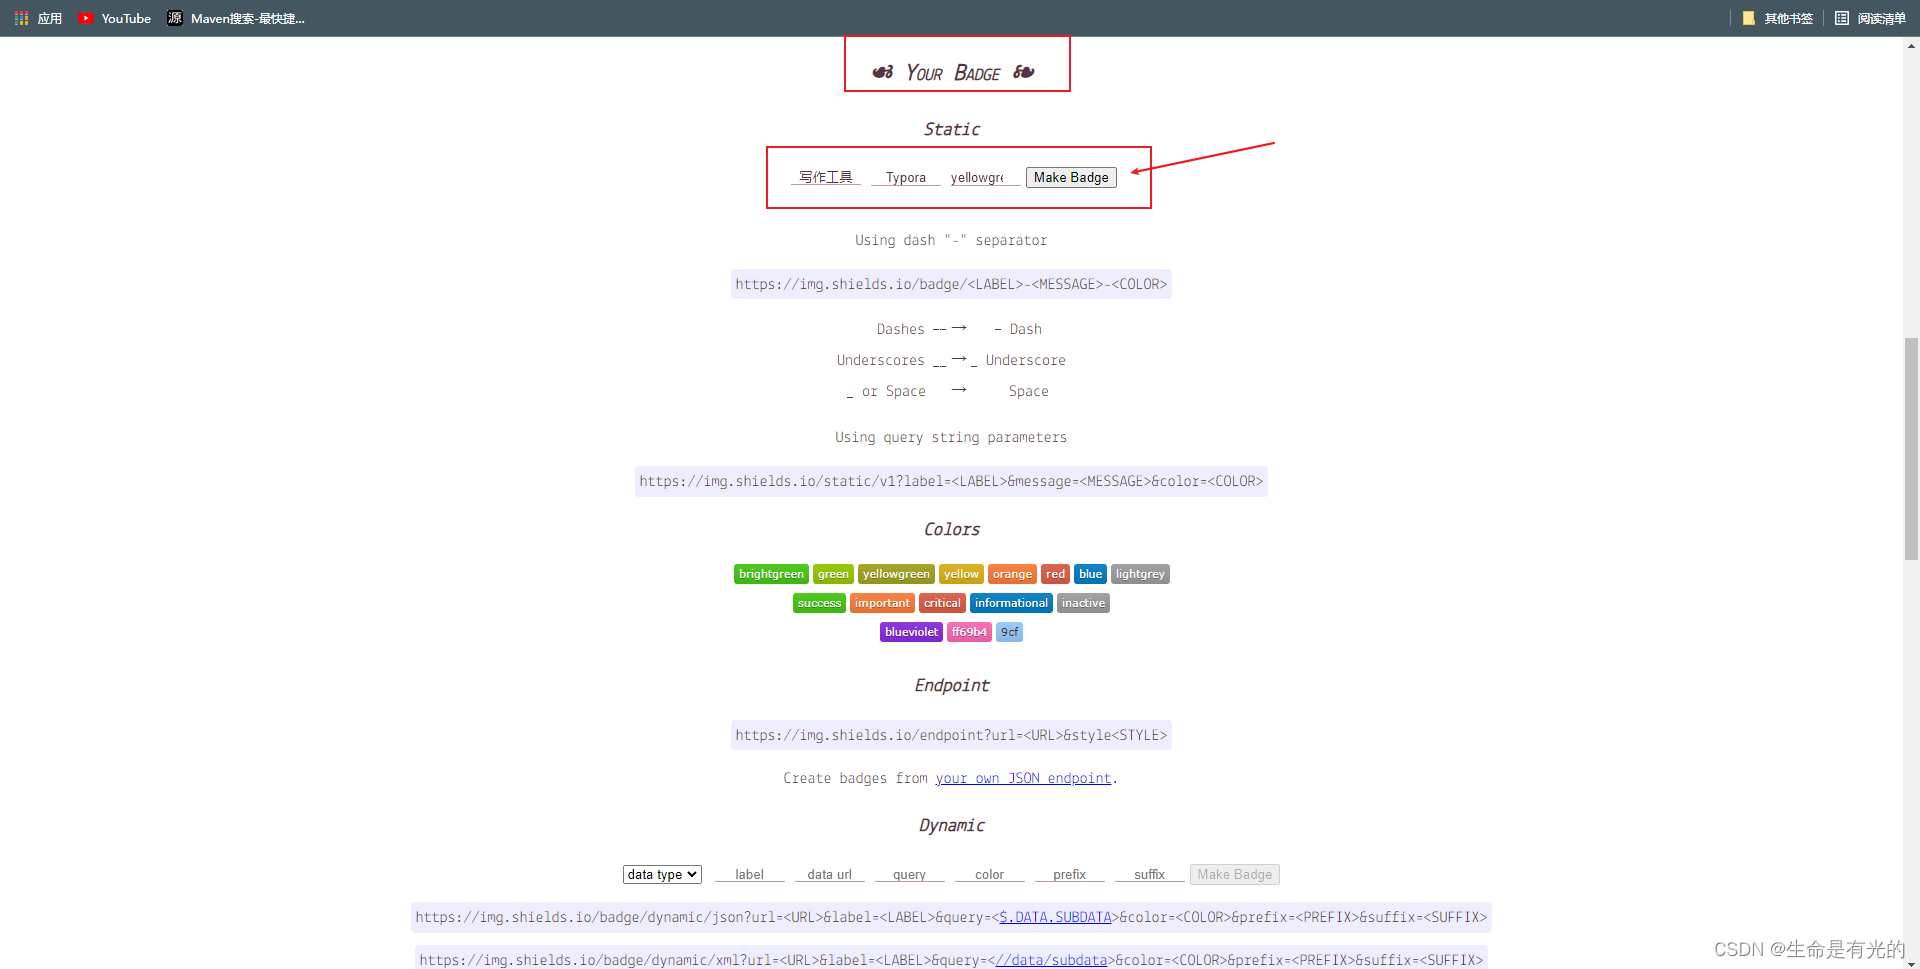 应用 YouTube 源 Maven搜索-最快捷... 其他书签 阅读清单
Your Badge
Static
写作工具 Typora yellowgre Make Badge
Using dash "-" separator
https://img.shields.io/badge/<LABEL>-<MESSAGE>-<COLOR>
Dashes -- → - Dash
Underscores __ → _ Underscore
_ or Space → Space
Using query string parameters
https://img.shields.io/static/v1?label=<LABEL>&message=<MESSAGE>&color=<COLOR>
Colors
brightgreen green yellowgreen yellow orange red blue lightgrey
success important critical informational inactive
blueviolet ff69b4 9cf
Endpoint
https://img.shields.io/endpoint?url=<URL>&style<STYLE>
Create badges from your own JSON endpoint.
Dynamic
data type label data url query color prefix suffix Make Badge
https://img.shields.io/badge/dynamic/json?url=<URL>&label=<LABEL>&query=<$.DATA.SUBDATA>&color=<COLOR>&prefix=<PREFIX>&suffix=<SUFFIX>
https://img.shields.io/badge/dynamic/xml?url=<URL>&label=<LABEL>&query=<//data/subdata>&color=<COLOR>&prefix=<PREFIX>&suffix=<SUFFIX>
CSDN @生命是有光的